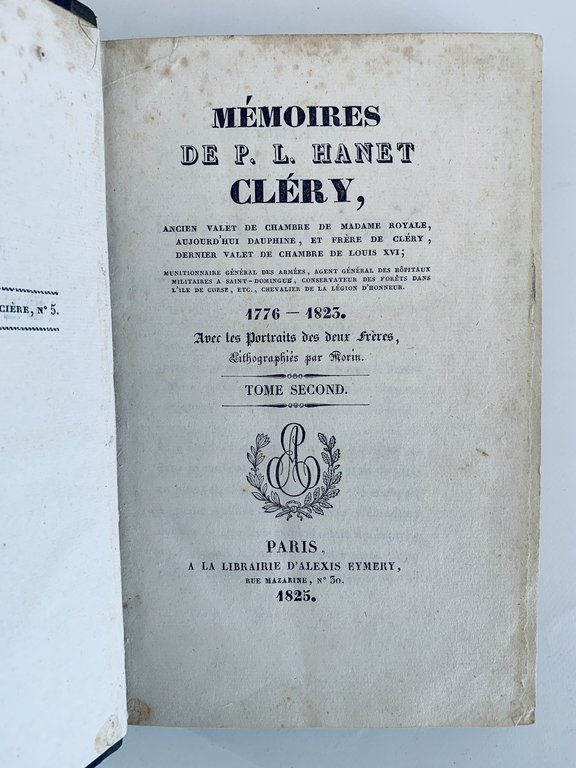 CIÈRE, N° 5.
MÉMOIRES
DE P. L. HANET
CLÉRY,
ANCIEN VALET DE CHAMBRE DE MADAME ROYALE,
AUJOURD'HUI DAUPHINE, ET FRÈRE DE CLÉRY,
DERNIER VALET DE CHAMBRE DE LOUIS XVI;
MUNITIONNAIRE GÉNÉRAL DES ARMÉES, AGENT GÉNÉRAL DES HÔPITAUX
MILITAIRES A SAINT-DOMINGUE, CONSERVATEUR DES FORÊTS DANS
L'ILE DE CORSE, ETC., CHEVALIER DE LA LÉGION D'HONNEUR.
1776 — 1823.
Avec les Portraits des deux Frères,
Lithographiés par Morin.
TOME SECOND.
PARIS,
A LA LIBRAIRIE D'ALEXIS EYMERY,
RUE MAZARINE, N° 30.
1825.